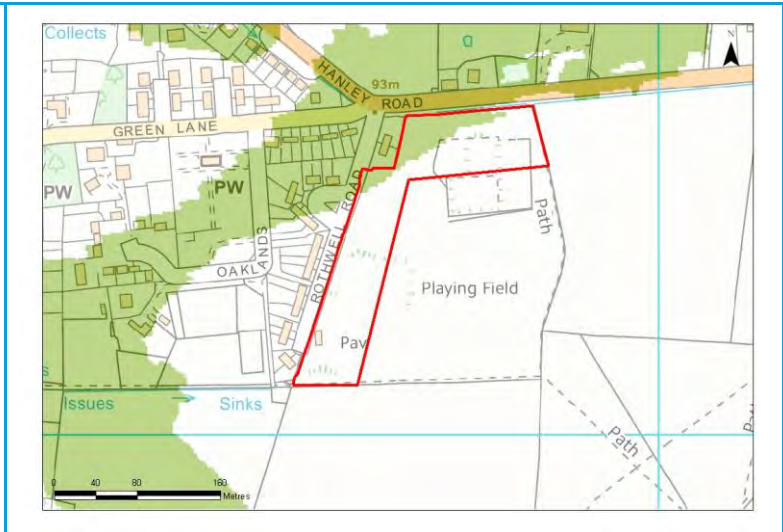 Collects
N
HANLEY
93m
ROAD
GREEN LANE
PW
PW
ROTHWELL ROAD
OAKLANDS
Path
Playing Field
Pav
Issues
Sinks
Path
0 40 80 160
Metres